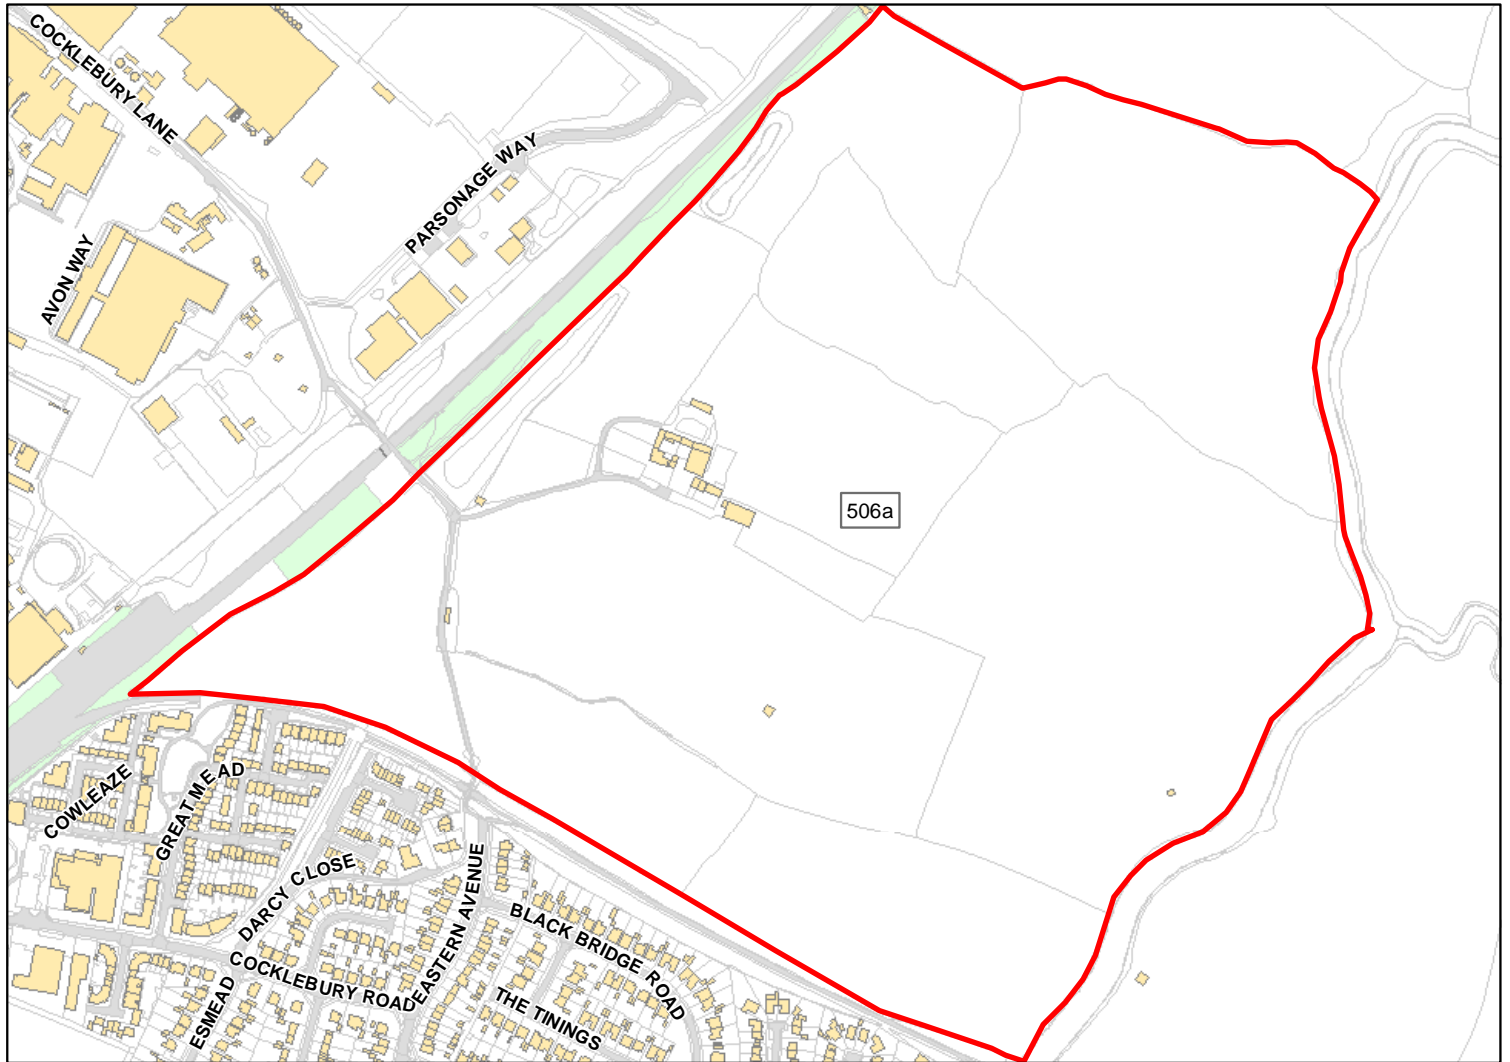 COCKLEBURY LANE
PARSONAGE WAY
AVON WAY
506a
COWLEAZE
GREAT MEAD
DARCY CLOSE
EASTERN AVENUE
BLACK BRIDGE ROAD
COCKLEBURY ROAD
ESMEAD
THE TININGS